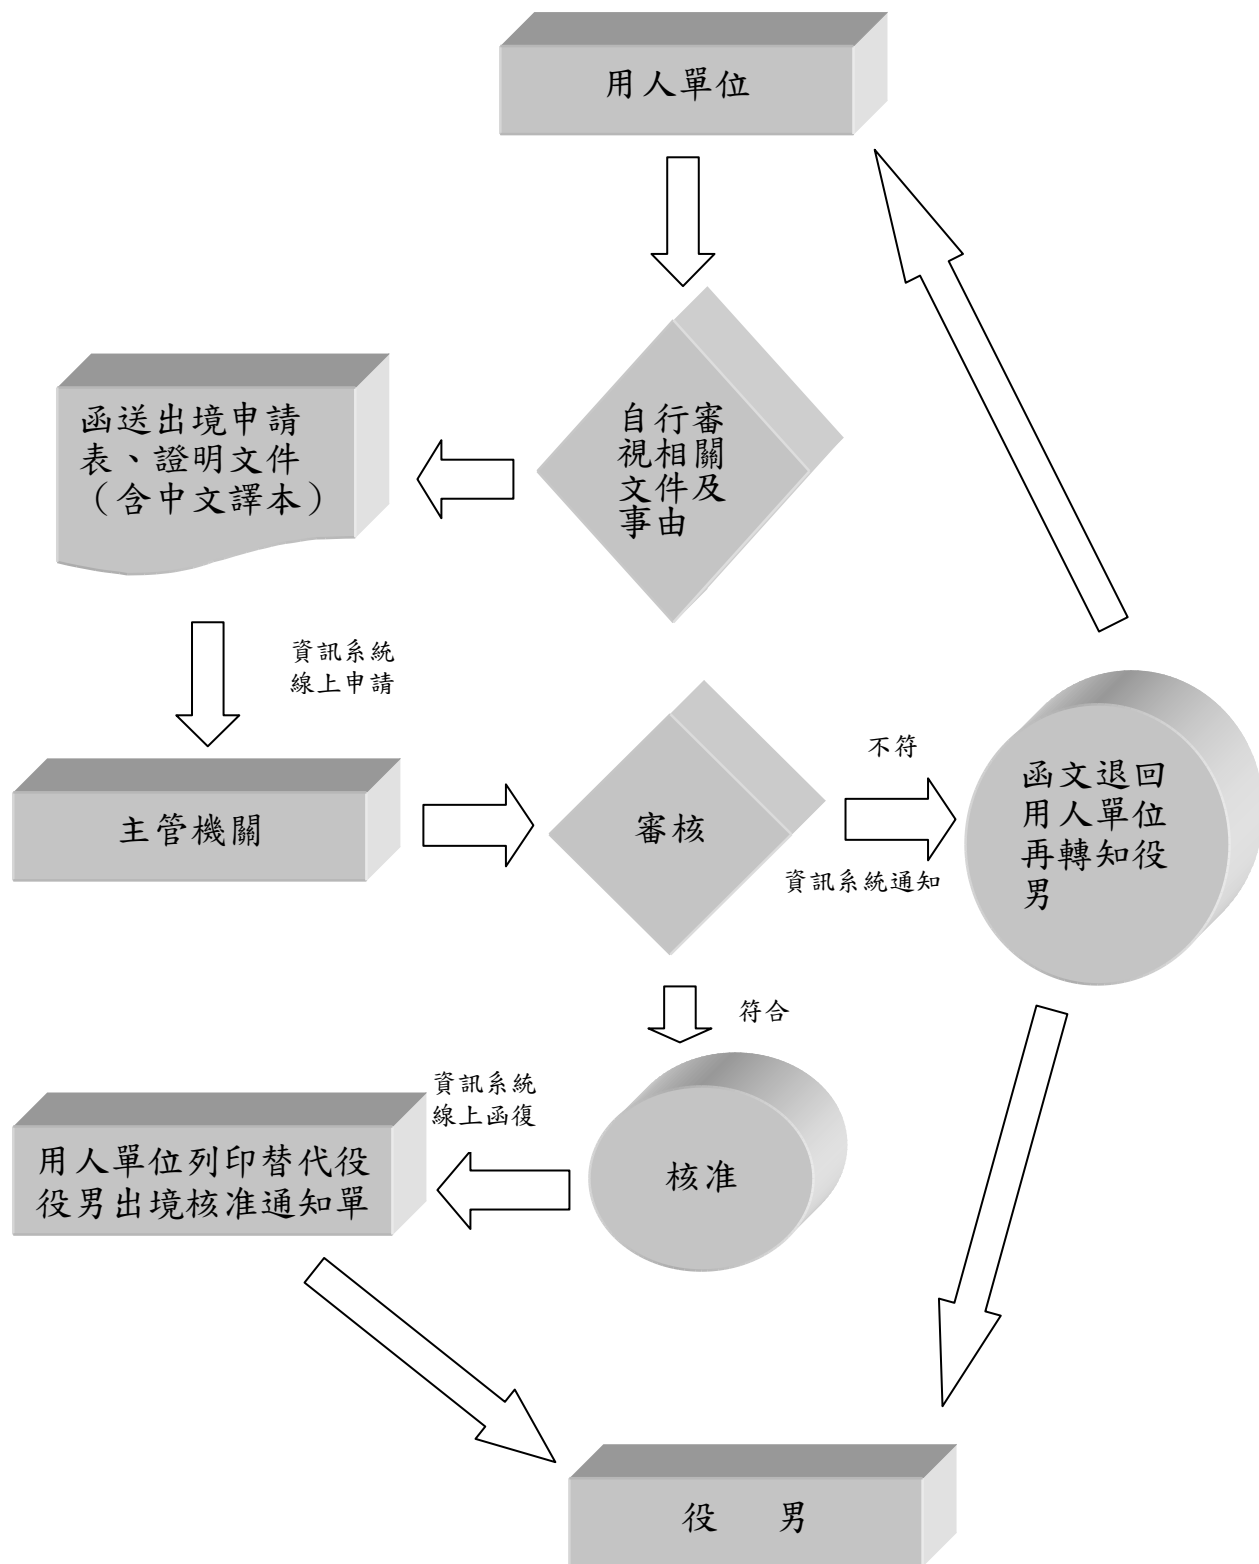 用人單位
自行審
視相關
文件及
事由
函送出境申請
表、證明文件
（含中文譯本）
資訊系統
線上申請
主管機關
審核
不符
資訊系統通知
函文退回
用人單位
再轉知役
男
符合
核准
資訊系統
線上函復
用人單位列印替代役
役男出境核准通知單
役　男